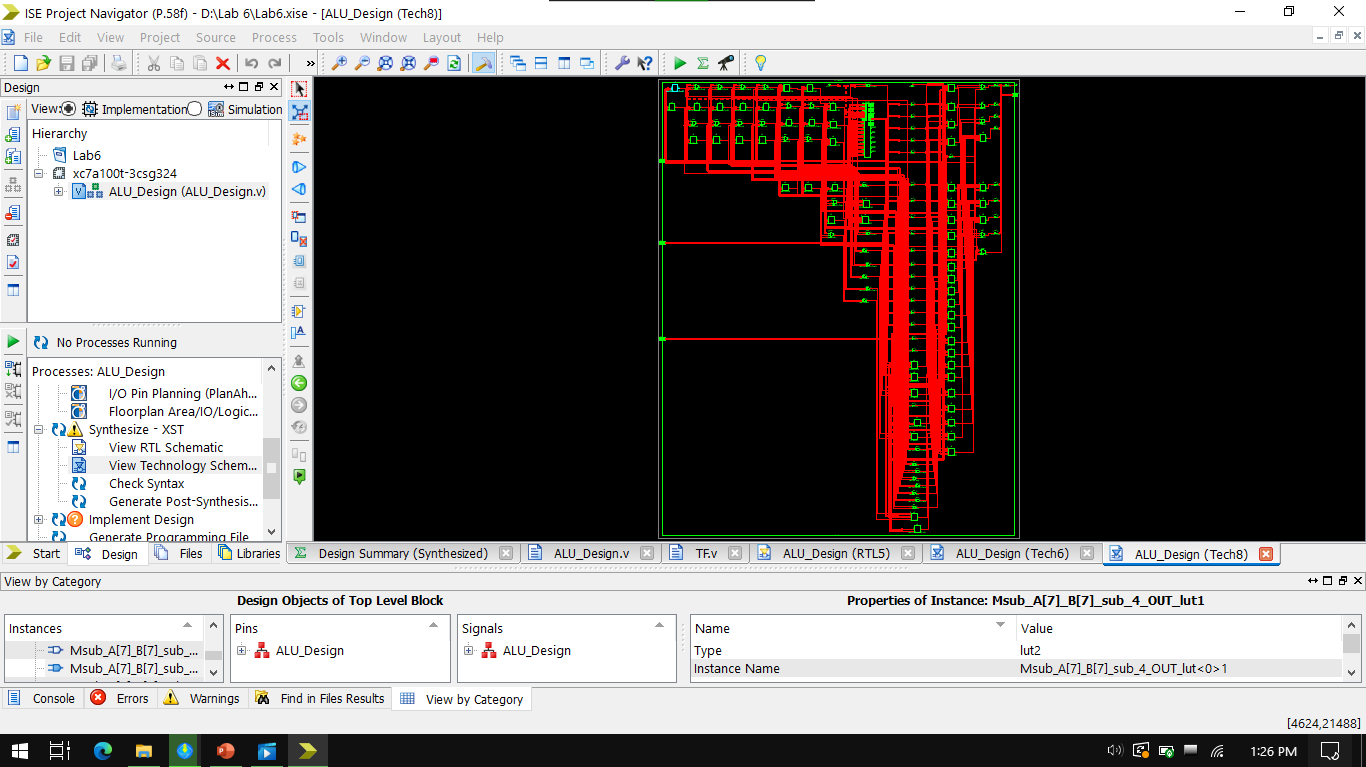 ISE Project Navigator (P.58f) - D:\Lab 6\Lab6.xise - [ALU_Design (Tech8)]
File Edit View Project Source Process Tools Window Layout Help
Design
View: Implementation Simulation
Hierarchy
Lab6
xc7a100t-3csg324
ALU_Design (ALU_Design.v)
No Processes Running
Processes: ALU_Design
I/O Pin Planning (PlanAh...
Floorplan Area/IO/Logic...
Synthesize - XST
View RTL Schematic
View Technology Schem...
Check Syntax
Generate Post-Synthesis...
Implement Design
Generate Programming File
Start Design Files Libraries
Design Summary (Synthesized) ALU_Design.v TF.v ALU_Design (RTL5) ALU_Design (Tech6) ALU_Design (Tech8)
View by Category
Design Objects of Top Level Block
Properties of Instance: Msub_A[7]_B[7]_sub_4_OUT_lut1
Instances
Msub_A[7]_B[7]_sub_...
Msub_A[7]_B[7]_sub_...
Pins
ALU_Design
Signals
ALU_Design
Name Value
Type lut2
Instance Name Msub_A[7]_B[7]_sub_4_OUT_lut<0>1
Console Errors Warnings Find in Files Results View by Category
[4624,21488]
1:26 PM